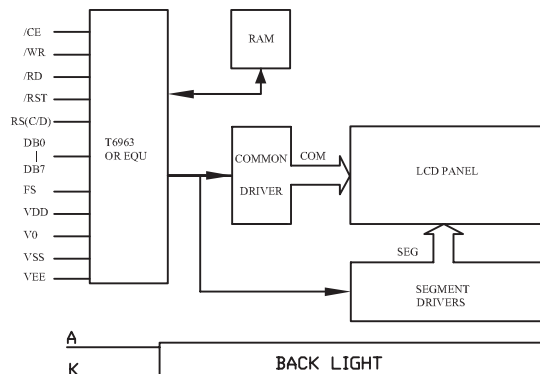 /CE
/WR
/RD
/RST
RS(C/D)
DB0
DB7
FS
VDD
V0
VSS
VEE
T6963
OR EQU
RAM
COMMON
DRIVER
COM
LCD PANEL
SEG
SEGMENT
DRIVERS
A
K
BACK LIGHT